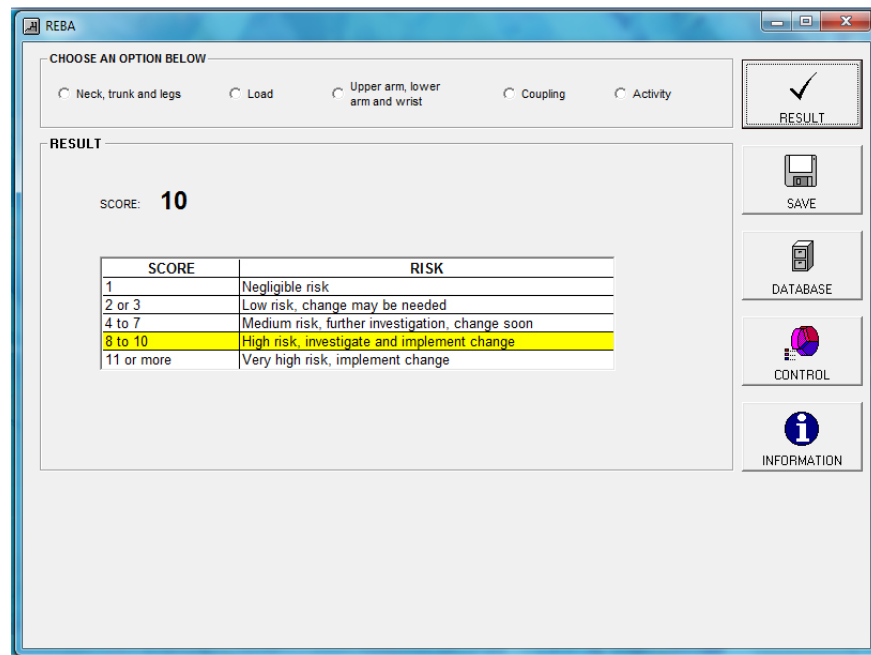 REBA
CHOOSE AN OPTION BELOW
Neck, trunk and legs
Load
Upper arm, lower
arm and wrist
Coupling
Activity
RESULT
RESULT
SCORE: 10
SCORE RISK
1 Negligible risk
2 or 3 Low risk, change may be needed
4 to 7 Medium risk, further investigation, change soon
8 to 10 High risk, investigate and implement change
11 or more Very high risk, implement change
SAVE
DATABASE
CONTROL
INFORMATION